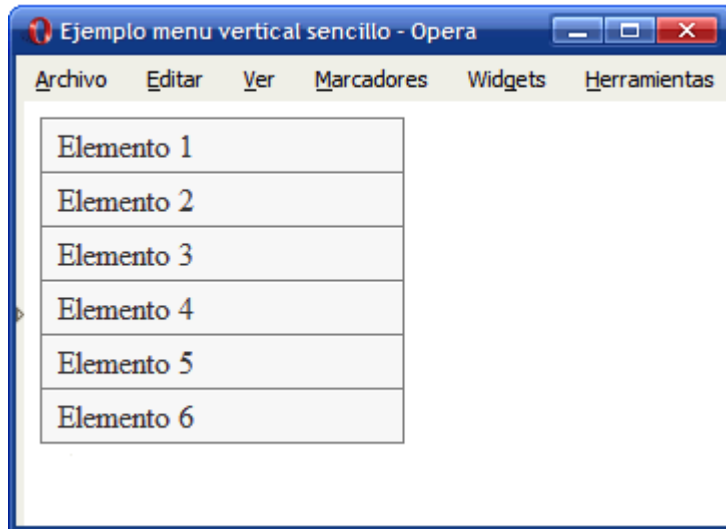 Ejemplo menu vertical sencillo - Opera
Archivo Editar Ver Marcadores Widgets Herramientas
Elemento 1
Elemento 2
Elemento 3
Elemento 4
Elemento 5
Elemento 6